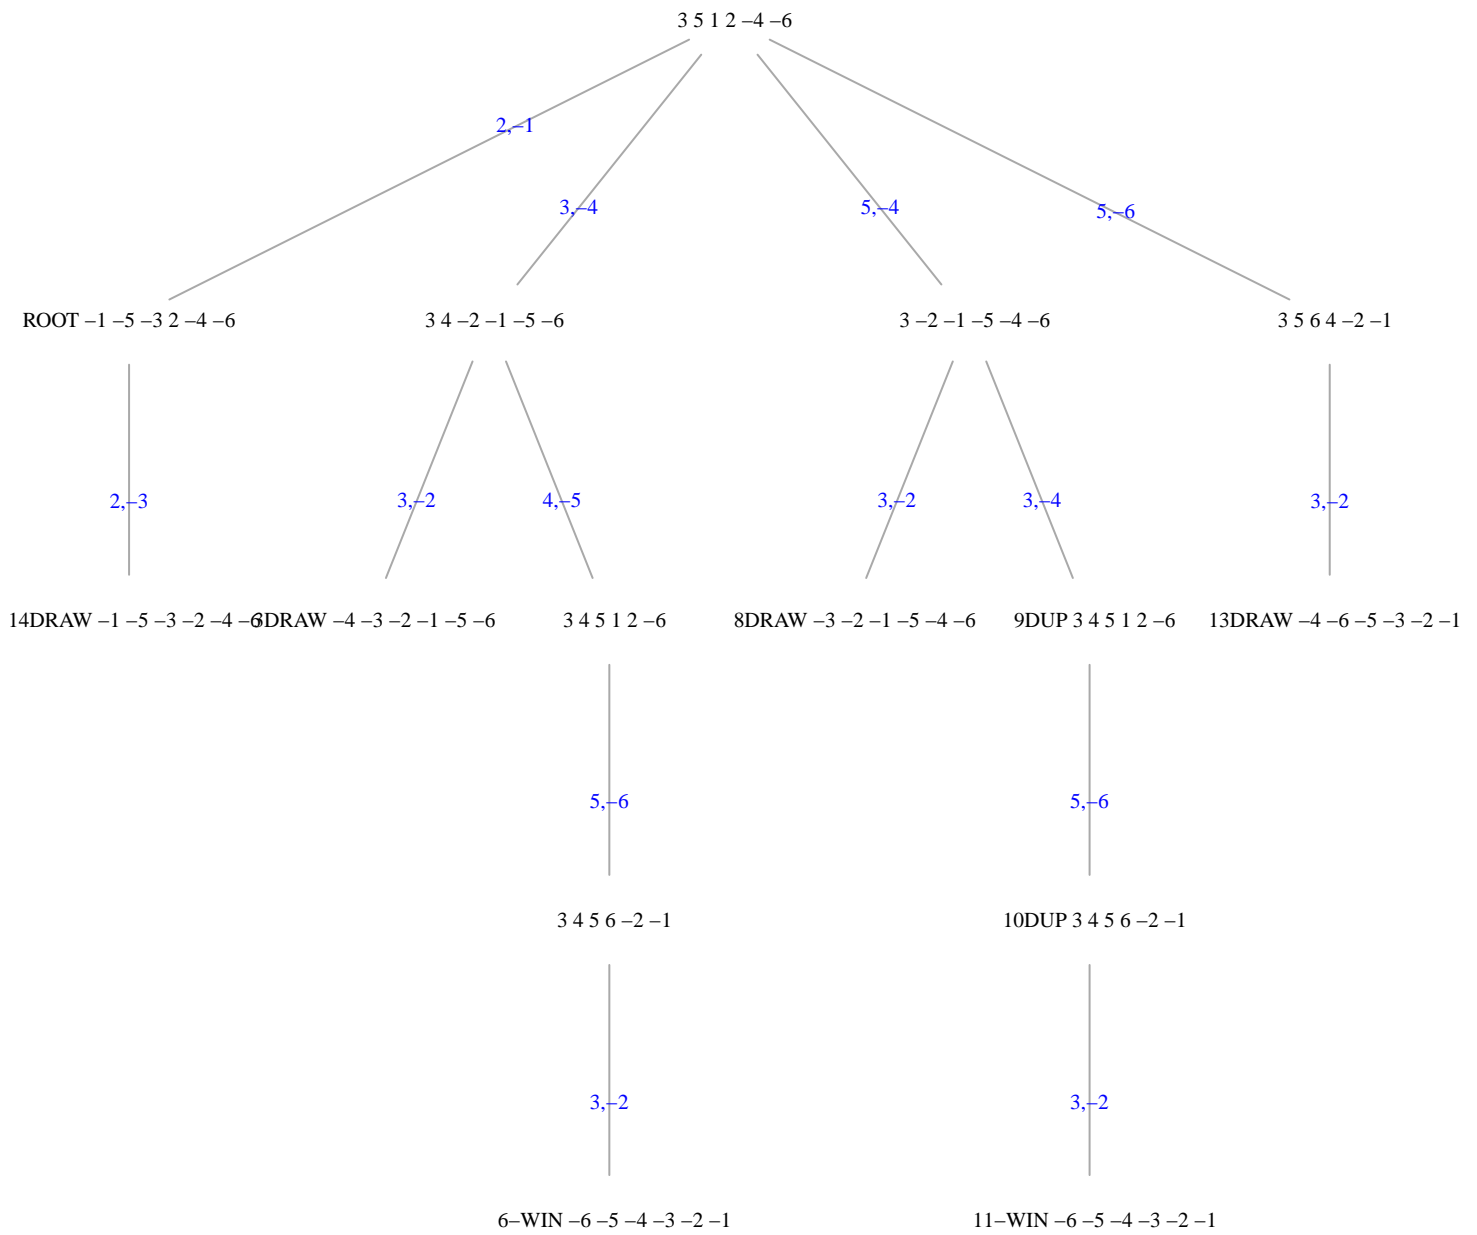 3 5 1 2 –4 –6
2,–1
3,–4
5,–4
5,–6
ROOT –1 –5 –3 2 –4 –6
3 4 –2 –1 –5 –6
3 –2 –1 –5 –4 –6
3 5 6 4 –2 –1
2,–3
3,–2
4,–5
3,–2
3,–4
3,–2
14DRAW –1 –5 –3 –2 –4 –6
3DRAW –4 –3 –2 –1 –5 –6
3 4 5 1 2 –6
8DRAW –3 –2 –1 –5 –4 –6
9DUP 3 4 5 1 2 –6
13DRAW –4 –6 –5 –3 –2 –1
5,–6
5,–6
3 4 5 6 –2 –1
10DUP 3 4 5 6 –2 –1
3,–2
3,–2
6–WIN –6 –5 –4 –3 –2 –1
11–WIN –6 –5 –4 –3 –2 –1